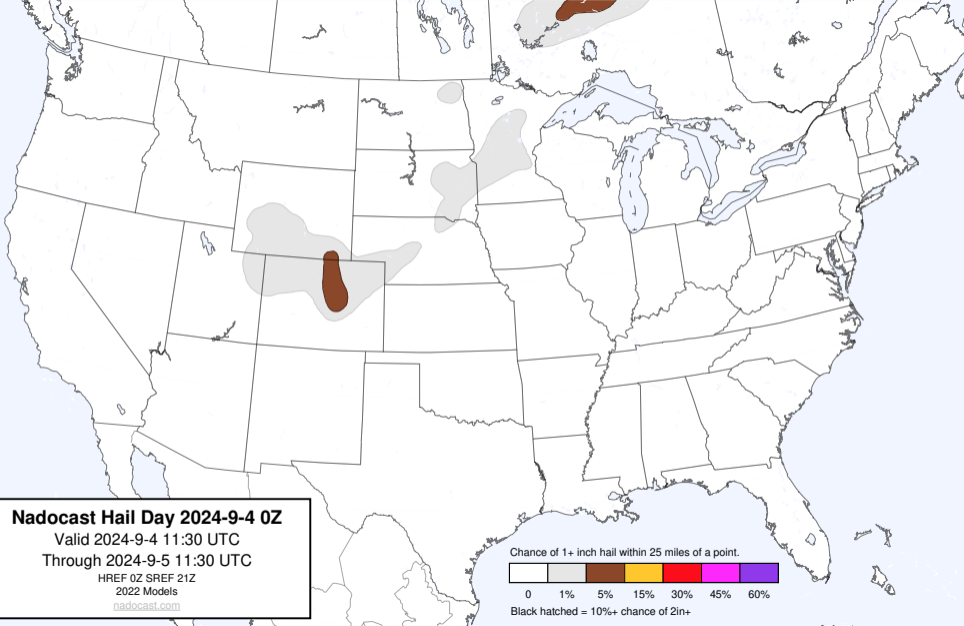 Nadocast Hail Day 2024-9-4 0Z
Valid 2024-9-4 11:30 UTC
Through 2024-9-5 11:30 UTC
HREF 0Z SREF 21Z
2022 Models
nadocast.com
Chance of 1+ inch hail within 25 miles of a point.
0 1% 5% 15% 30% 45% 60%
Black hatched = 10%+ chance of 2in+